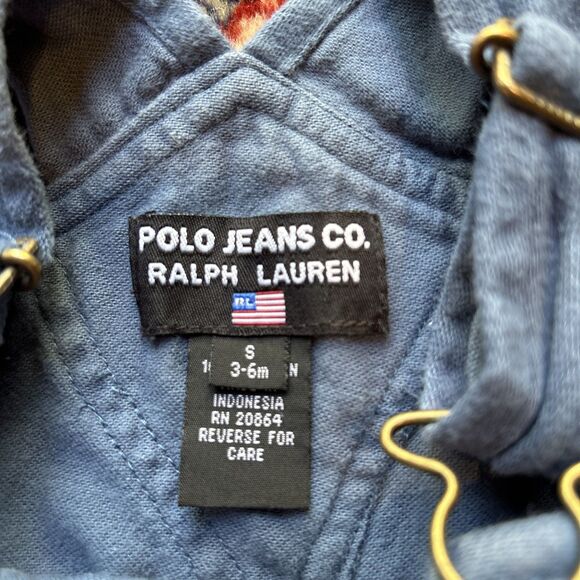 POLO JEANS CO.
RALPH LAUREN
RL
S
3-6m
INDONESIA
RN 20864
REVERSE FOR
CARE